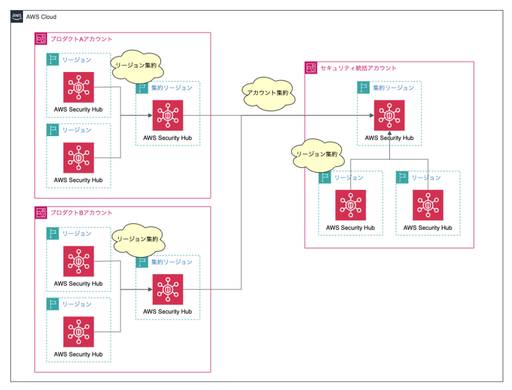 AWS Cloud
プロダクトAアカウント
リージョン
AWS Security Hub
リージョン
AWS Security Hub
リージョン集約
集約リージョン
AWS Security Hub
アカウント集約
セキュリティ統括アカウント
集約リージョン
AWS Security Hub
リージョン集約
リージョン
AWS Security Hub
リージョン
AWS Security Hub
プロダクトBアカウント
リージョン
AWS Security Hub
リージョン
AWS Security Hub
リージョン集約
集約リージョン
AWS Security Hub